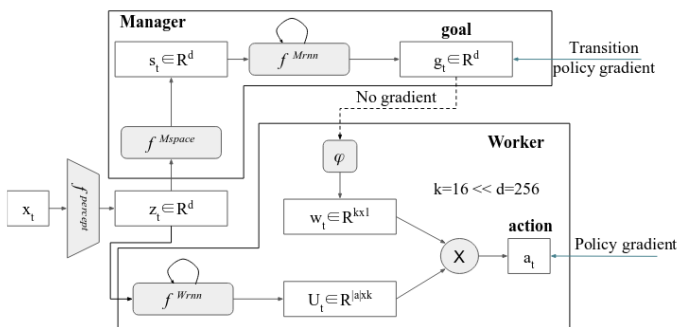 Manager
goal
s_t∈R^d
f^Mrnn
g_t∈R^d
Transition
policy gradient
No gradient
f^Mspace
Worker
φ
k=16 << d=256
x_t
f^percept
z_t∈R^d
w_t∈R^kx1
action
X
a_t
Policy gradient
f^Wrnn
U_t∈R^|a|xk